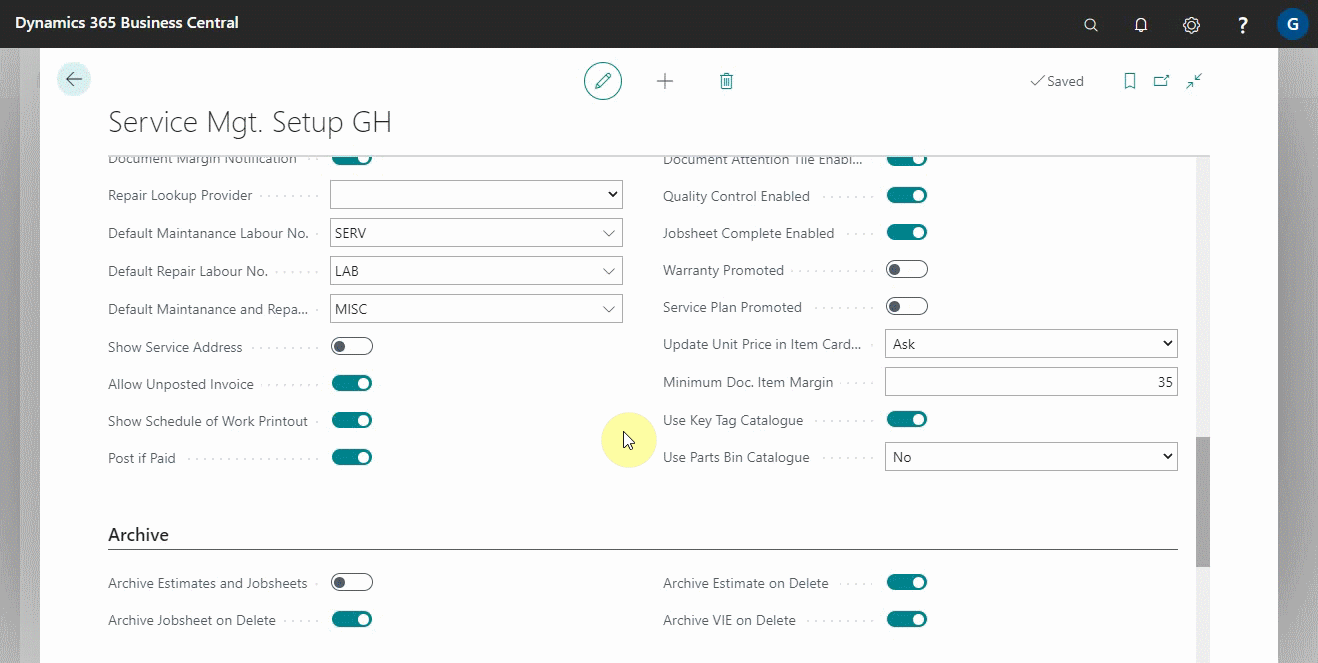 Dynamics 365 Business Central
?
G
Saved
Service Mgt. Setup GH
Document Margin Notification
Document Attention Tile Enabl...
Repair Lookup Provider
Quality Control Enabled
Default Maintanance Labour No. SERV
Jobsheet Complete Enabled
Default Repair Labour No. LAB
Warranty Promoted
Default Maintanance and Repa... MISC
Service Plan Promoted
Show Service Address
Update Unit Price in Item Card... Ask
Allow Unposted Invoice
Minimum Doc. Item Margin 35
Show Schedule of Work Printout
Use Key Tag Catalogue
Post if Paid
Use Parts Bin Catalogue No
Archive
Archive Estimates and Jobsheets
Archive Estimate on Delete
Archive Jobsheet on Delete
Archive VIE on Delete